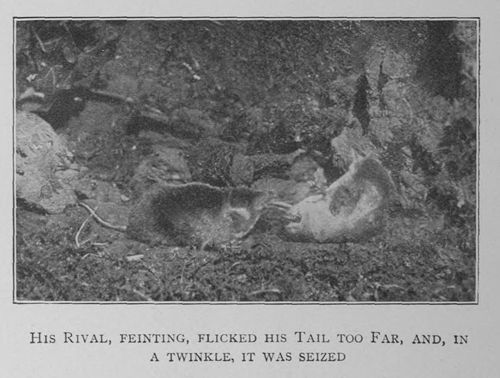 His Rival, feinting, flicked his Tail too Far, and, in
a twinkle, it was seized